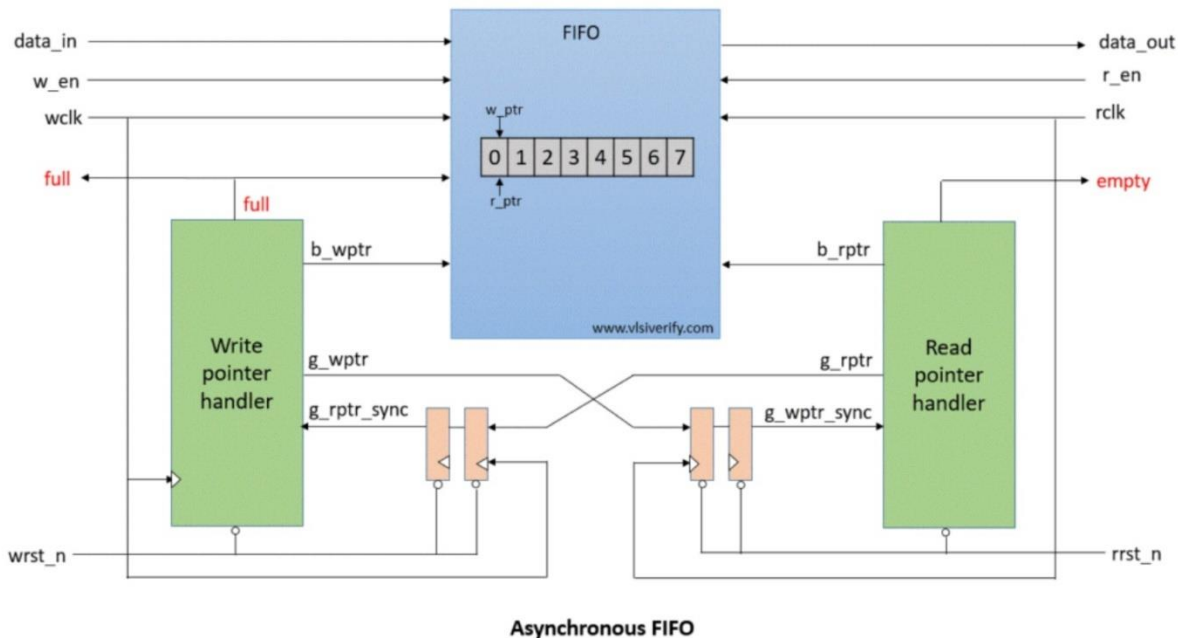 data_in
FIFO
data_out
w_en
r_en
wclk
w_ptr
rclk
0 1 2 3 4 5 6 7
full
full
r_ptr
empty
b_wptr
b_rptr
www.vlsiverify.com
Write
pointer
handler
g_wptr
g_rptr
Read
pointer
handler
g_rptr_sync
g_wptr_sync
wrst_n
rrst_n
Asynchronous FIFO